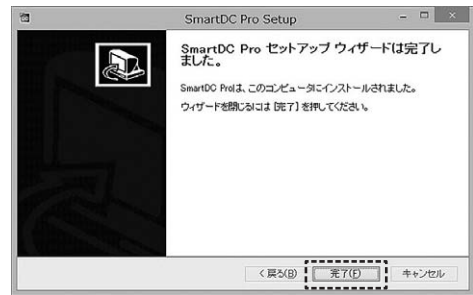 SmartDC Pro Setup
SmartDC Pro セットアップ ウィザードは完了し
ました。
SmartDC Proは、このコンピュータにインストールされました。
ウィザードを閉じるには [完了] を押してください。
< 戻る(B)
完了(F)
キャンセル